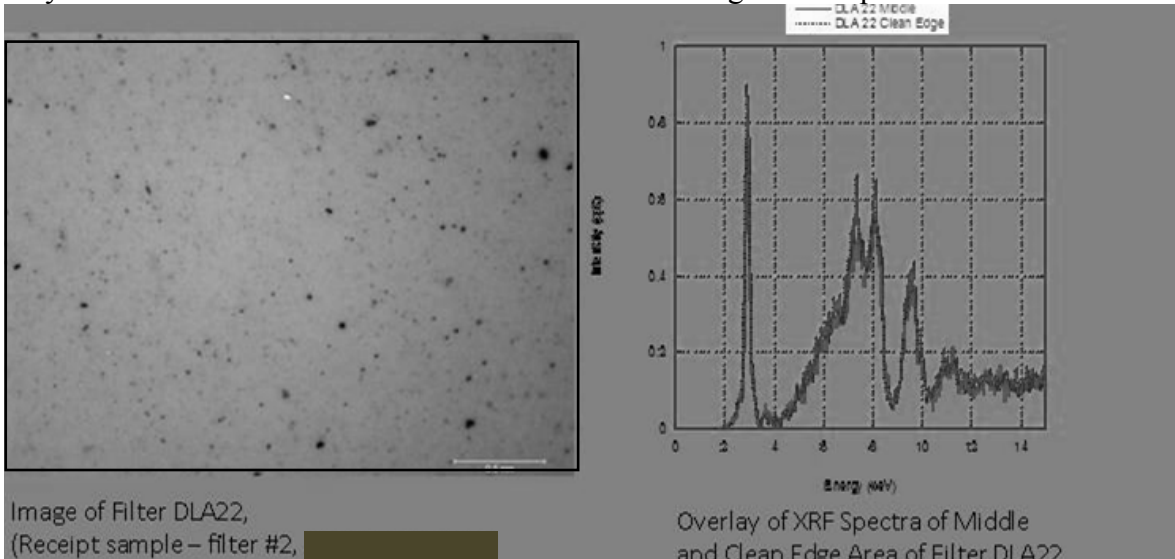 DLA 22 Middle
DLA 22 Clean Edge
1
0.8
0.6
0.4
0.2
0
0 2 4 6 8 10 12 14
Energy (keV)
Image of Filter DLA22,
(Receipt sample – filter #2,
Overlay of XRF Spectra of Middle
and Clean Edge Area of Filter DLA22